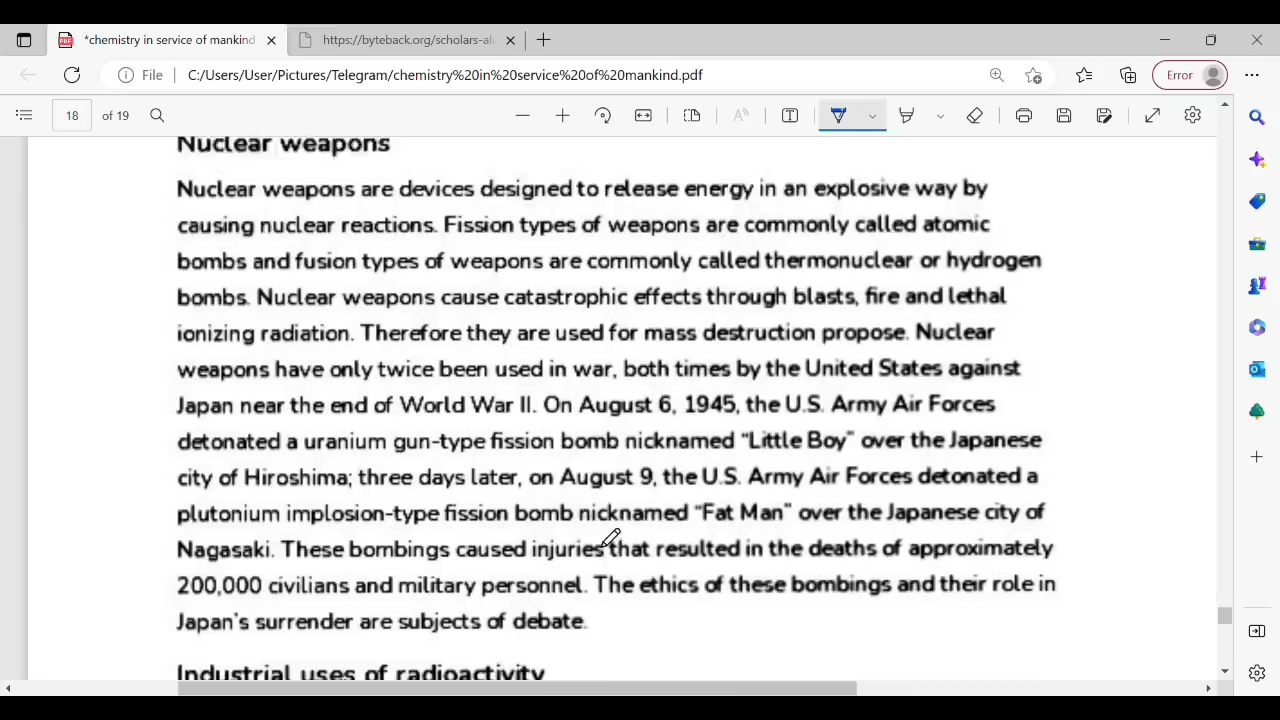 *chemistry in service of mankind
https://byteback.org/scholars-al
File C:/Users/User/Pictures/Telegram/chemistry%20in%20service%20of%20mankind.pdf
Error
18 of 19
Nuclear weapons
Nuclear weapons are devices designed to release energy in an explosive way by
causing nuclear reactions. Fission types of weapons are commonly called atomic
bombs and fusion types of weapons are commonly called thermonuclear or hydrogen
bombs. Nuclear weapons cause catastrophic effects through blasts, fire and lethal
ionizing radiation. Therefore they are used for mass destruction propose. Nuclear
weapons have only twice been used in war, both times by the United States against
Japan near the end of World War II. On August 6, 1945, the U.S. Army Air Forces
detonated a uranium gun-type fission bomb nicknamed “Little Boy” over the Japanese
city of Hiroshima; three days later, on August 9, the U.S. Army Air Forces detonated a
plutonium implosion-type fission bomb nicknamed “Fat Man” over the Japanese city of
Nagasaki. These bombings caused injuries that resulted in the deaths of approximately
200,000 civilians and military personnel. The ethics of these bombings and their role in
Japan's surrender are subjects of debate.
Industrial uses of radioactivity